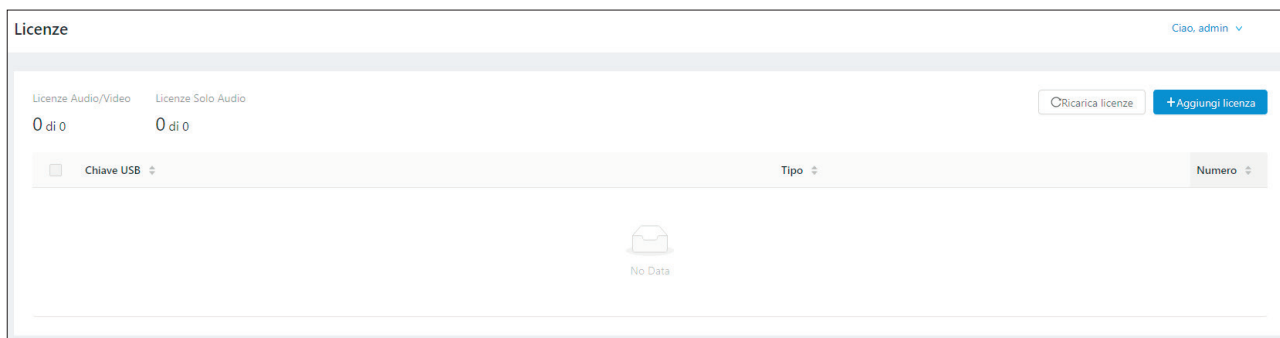 Licenze
Ciao, admin
Licenze Audio/Video
Licenze Solo Audio
0 di 0
0 di 0
Ricarica licenze
+Aggiungi licenza
Chiave USB
Tipo
Numero
No Data